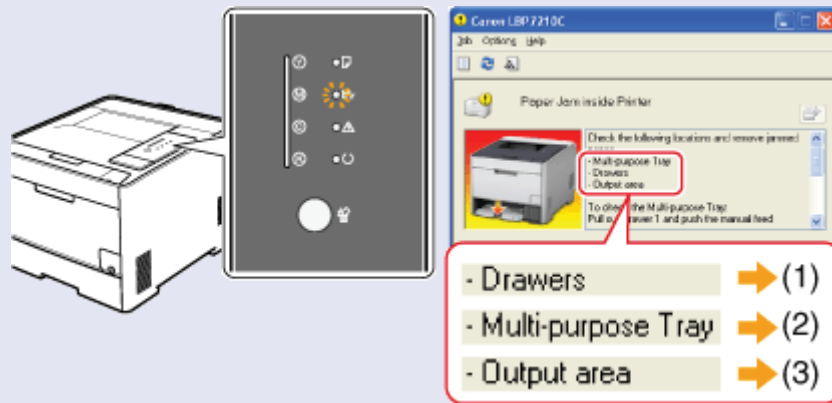 Y
M
C
K
Canon LBP7210C
Job Options Help
Paper Jam inside Printer
Check the following locations and remove jammed
- Multi-purpose Tray
- Drawers
- Output area
To check the Multi-purpose Tray:
Pull out drawer 1 and push the manual feed
- Drawers (1)
- Multi-purpose Tray (2)
- Output area (3)